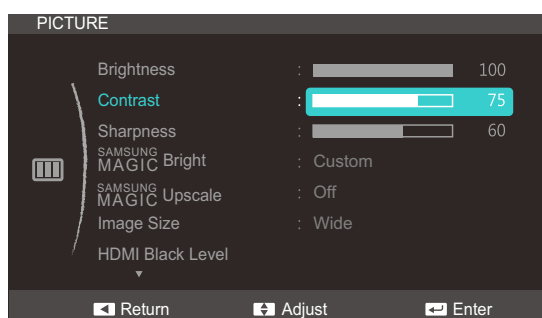 PICTURE
Brightness : 100
Contrast : 75
Sharpness : 60
SAMSUNG MAGIC Bright : Custom
SAMSUNG MAGIC Upscale : Off
Image Size : Wide
HDMI Black Level
Return Adjust Enter